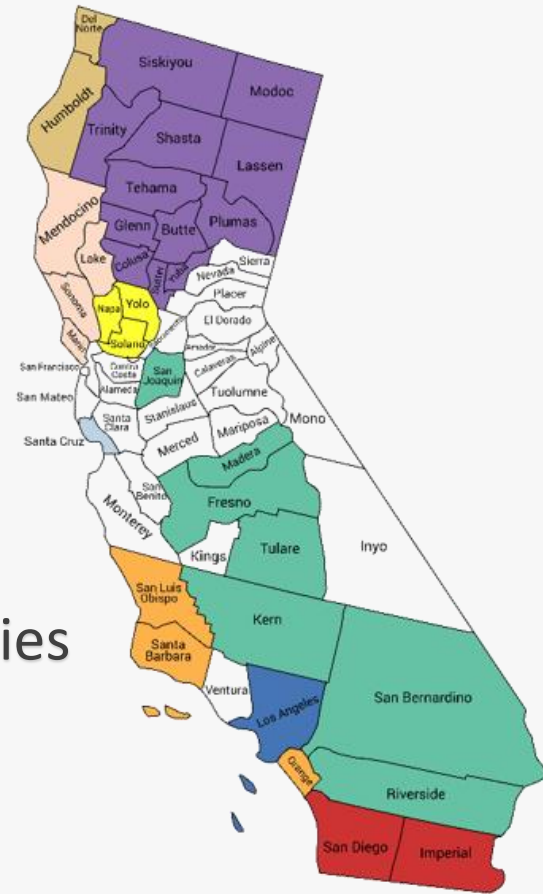 Del
Norte
Siskiyou
Modoc
Humboldt
Trinity
Shasta
Lassen
Tehama
Mendocino
Glenn
Butte
Plumas
Lake
Colusa
Sutter
Yuba
Sierra
Nevada
Placer
Sonoma
Napa
Yolo
El Dorado
Solano
Sacramento
Amador
Alpine
Marin
San Francisco
Contra
Costa
San
Joaquin
Calaveras
Alameda
Tuolumne
San Mateo
Stanislaus
Mono
Santa
Clara
Mariposa
Santa Cruz
Merced
Madera
San
Benito
Fresno
Monterey
Kings
Tulare
Inyo
San Luis
Obispo
Kern
ies
Santa
Barbara
Ventura
Los Angeles
San Bernardino
Orange
Riverside
San Diego
Imperial